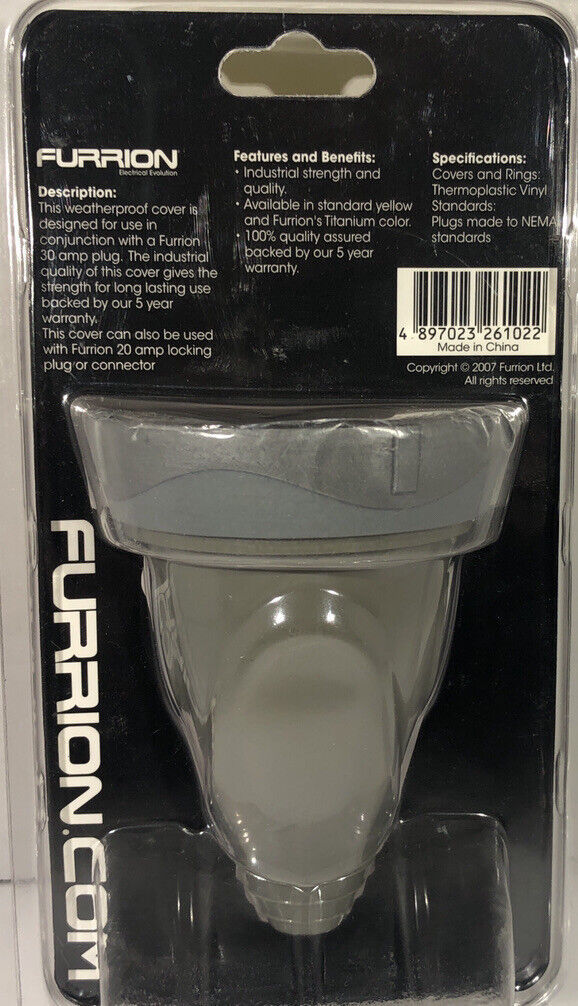 FURRION
Electrical Evolution
Description:
This weatherproof cover is
designed for use in
conjunction with a Furrion
30 amp plug. The industrial
quality of this cover gives the
strength for long lasting use
backed by our 5 year
warranty.
This cover can also be used
with Furrion 20 amp locking
plug or connector
Features and Benefits:
• Industrial strength and
quality.
• Available in standard yellow
and Furrion's Titanium color.
• 100% quality assured
backed by our 5 year
warranty.
Specifications:
Covers and Rings:
Thermoplastic Vinyl
Standards:
Plugs made to NEMA
standards
4 897023 261022
Made in China
Copyright © 2007 Furrion Ltd.
All rights reserved
FURRION.COM